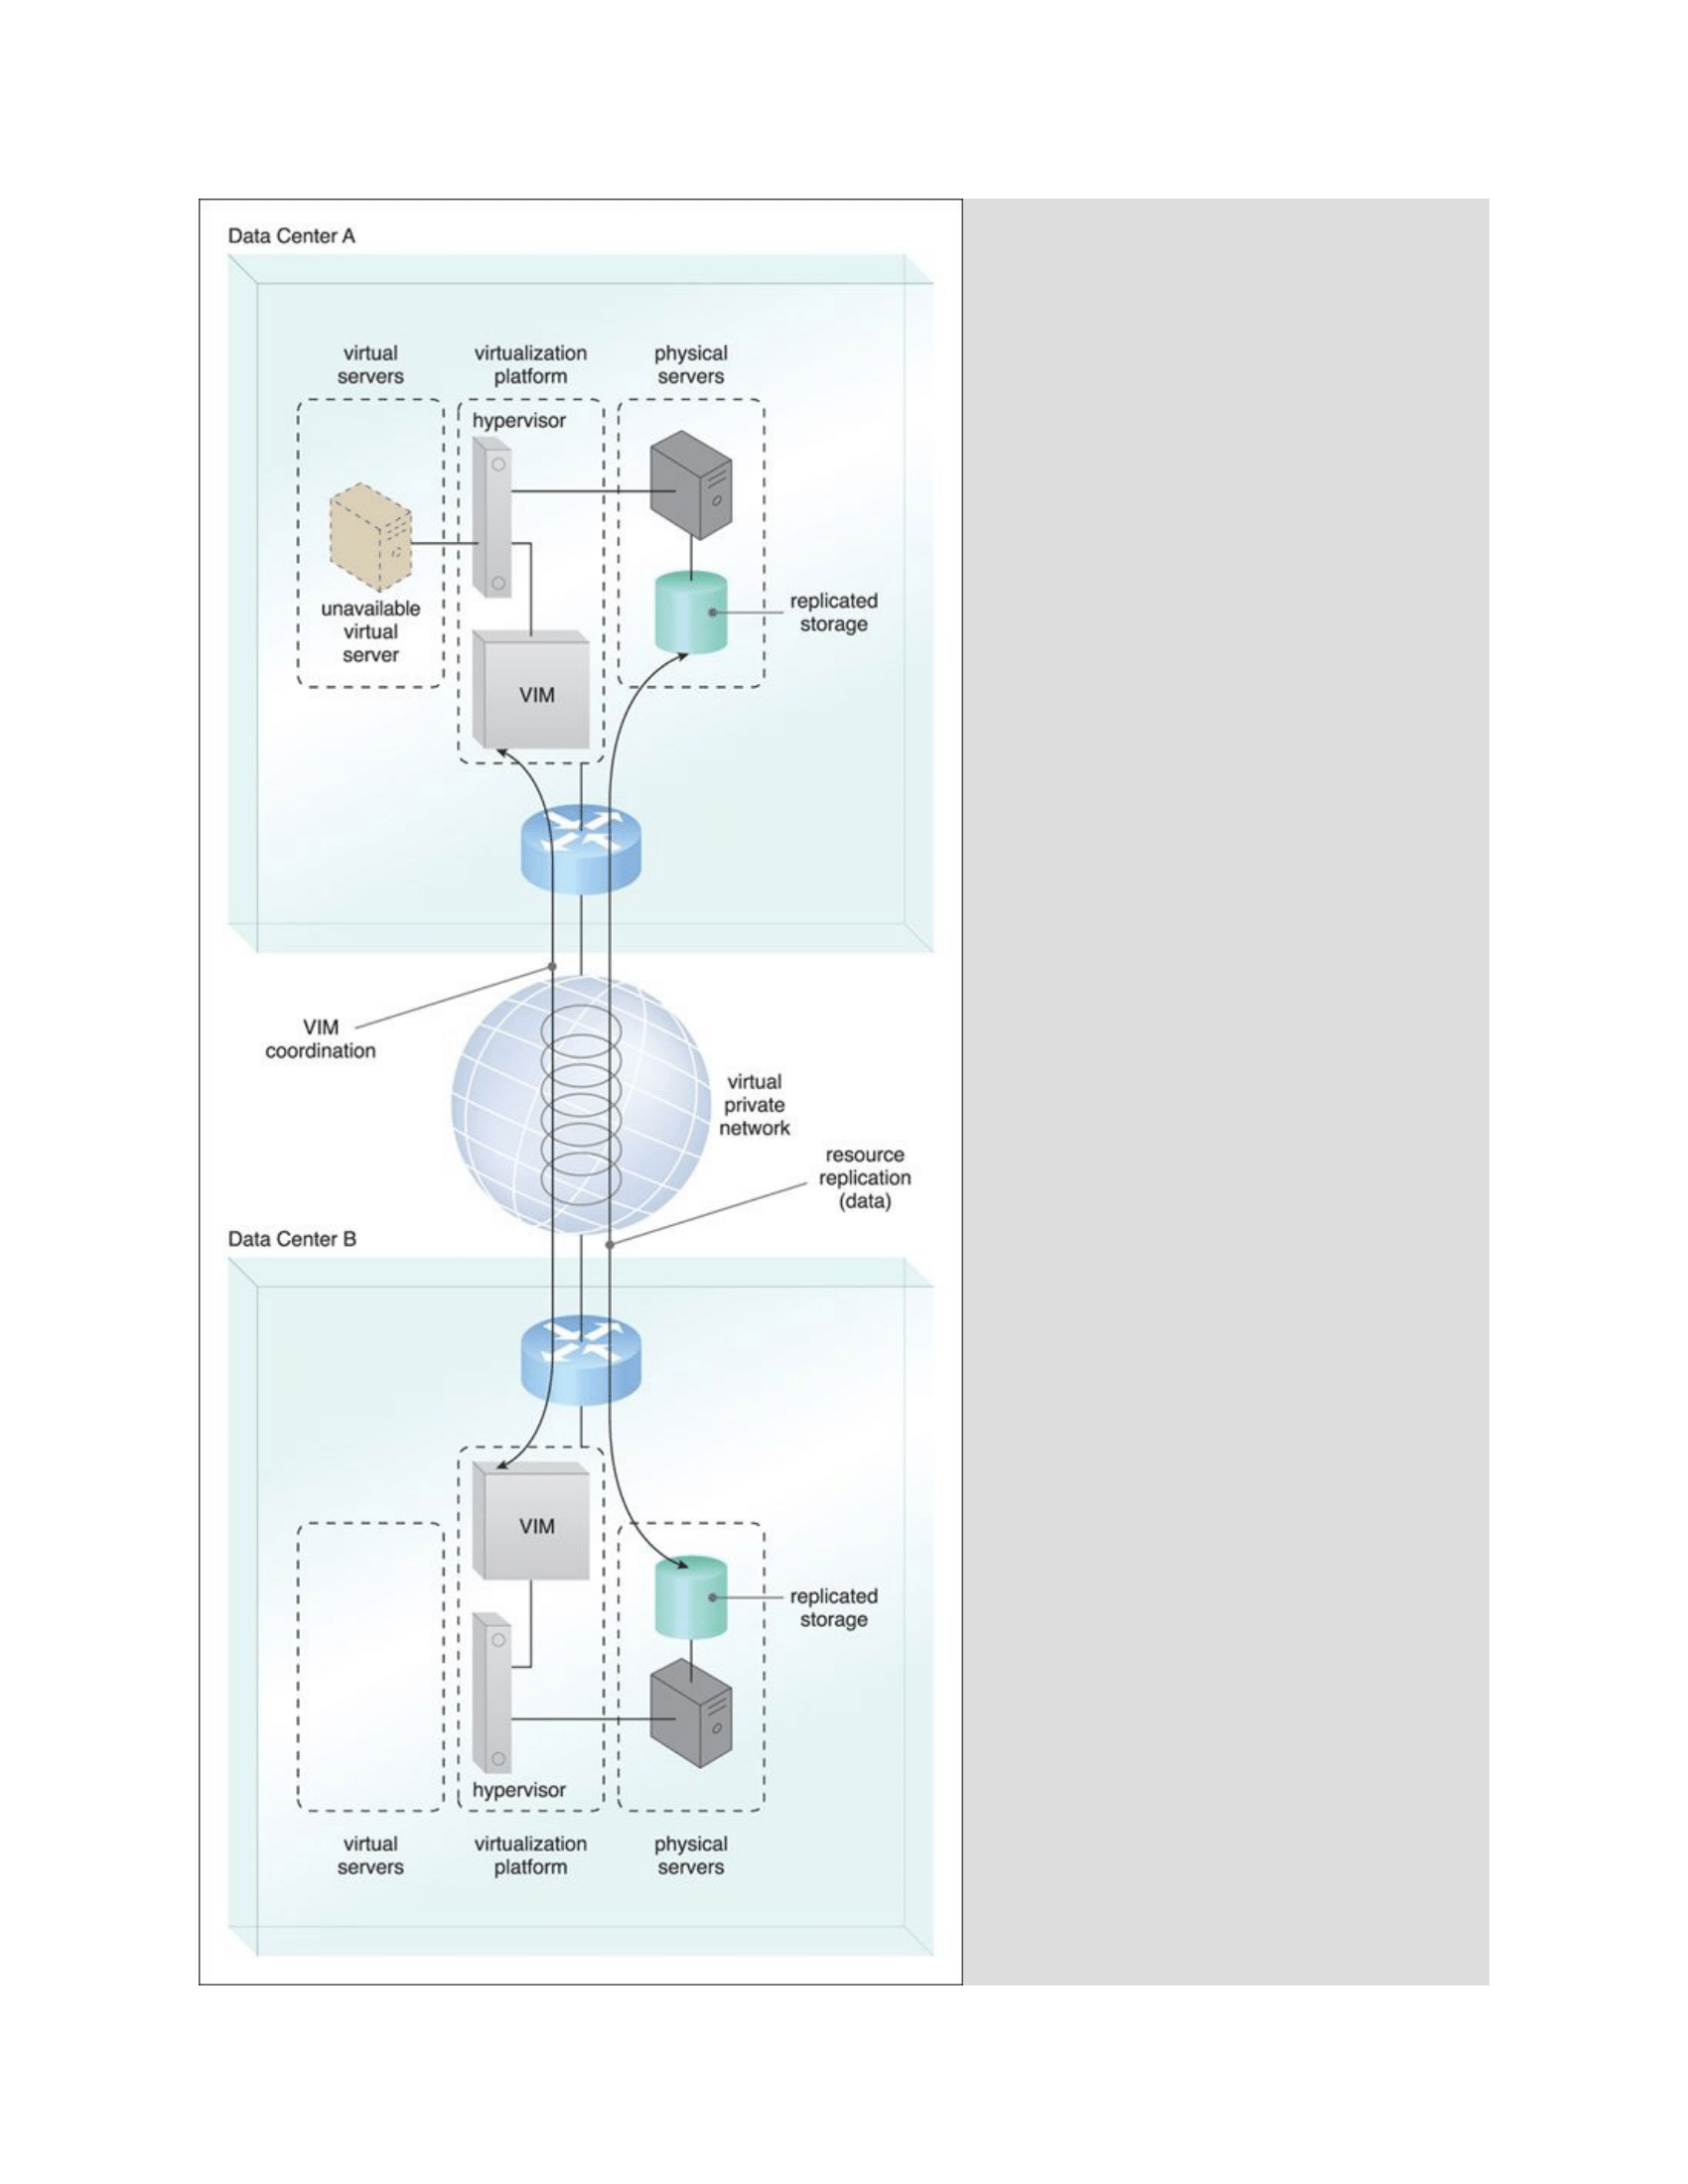 Data Center A
virtual
servers
virtualization
platform
physical
servers
hypervisor
unavailable
virtual
server
replicated
storage
VIM
VIM
coordination
virtual
private
network
resource
replication
(data)
Data Center B
VIM
replicated
storage
hypervisor
virtual
servers
virtualization
platform
physical
servers